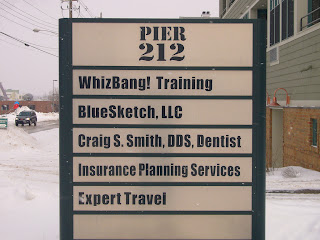 PIER
212
WhizBang! Training
BlueSketch, LLC
Craig S. Smith, DDS, Dentist
Insurance Planning Services
Expert Travel